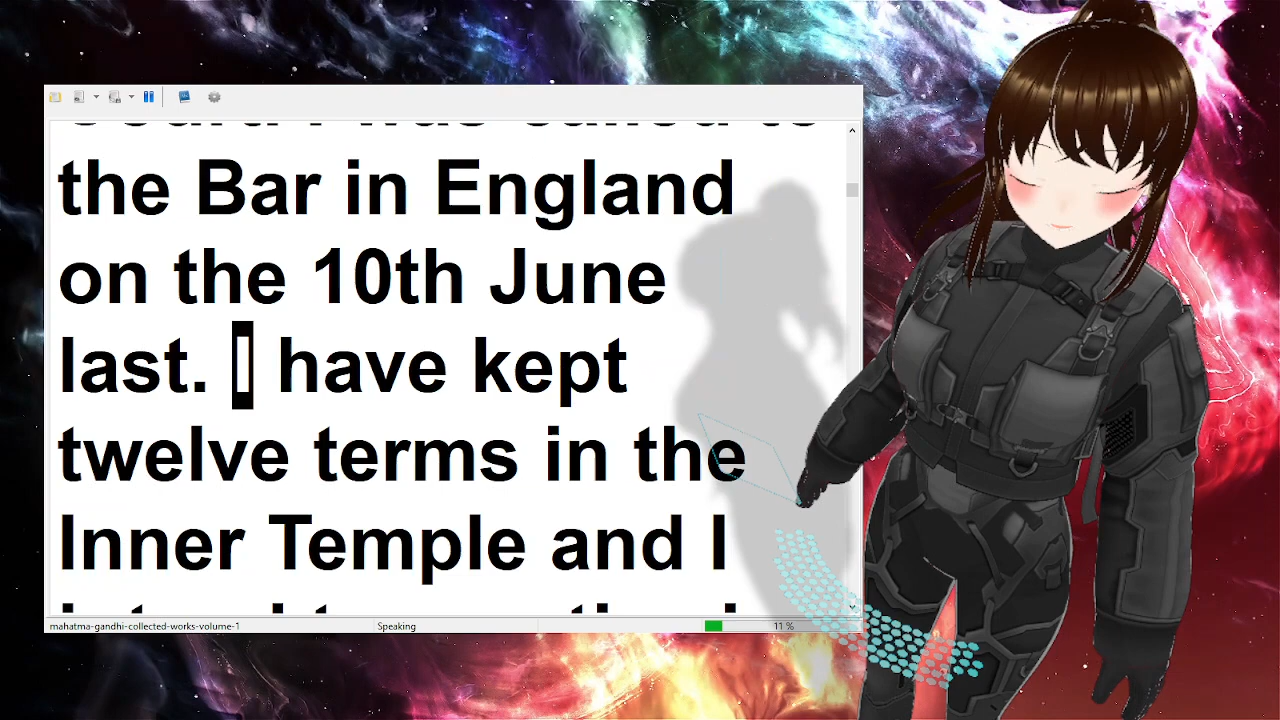 the Bar in England
on the 10th June
last. I have kept
twelve terms in the
Inner Temple and I
mahatma-gandhi-collected-works-volume-1
Speaking
11 %